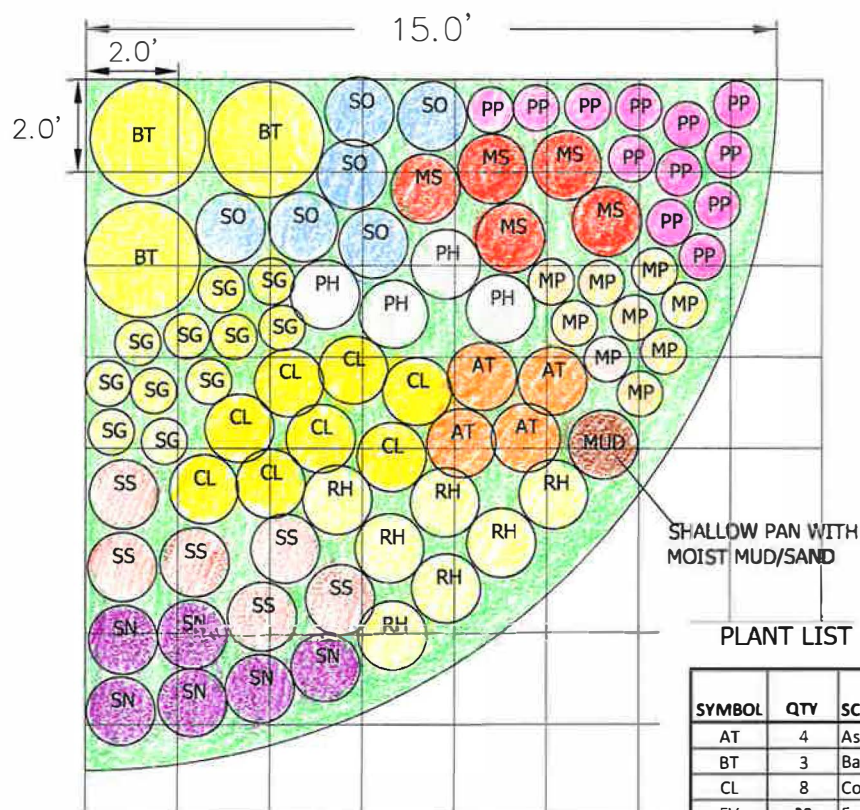 15.0'
2.0'
2.0'
BT
BT
SO
SO
PP
PP
PP
PP
PP
PP
SO
MS
MS
MS
PP
PP
PP
SO
SO
SO
MS
MS
PP
PP
PP
BT
SG
SG
PH
PH
PH
PH
MP
MP
MP
SG
SG
SG
SG
MP
MP
MP
SG
SG
SG
CL
CL
CL
AT
AT
MP
MP
MP
SG
SG
CL
CL
CL
AT
AT
MUD
SS
CL
CL
RH
RH
RH
SS
SS
SS
RH
RH
SS
SS
RH
SN
SN
SN
RH
SN
SN
SN
SHALLOW PAN WITH
MOIST MUD/SAND
PLANT LIST
SYMBOL QTY
AT 4 As
BT 3 Ba
CL 8 Co